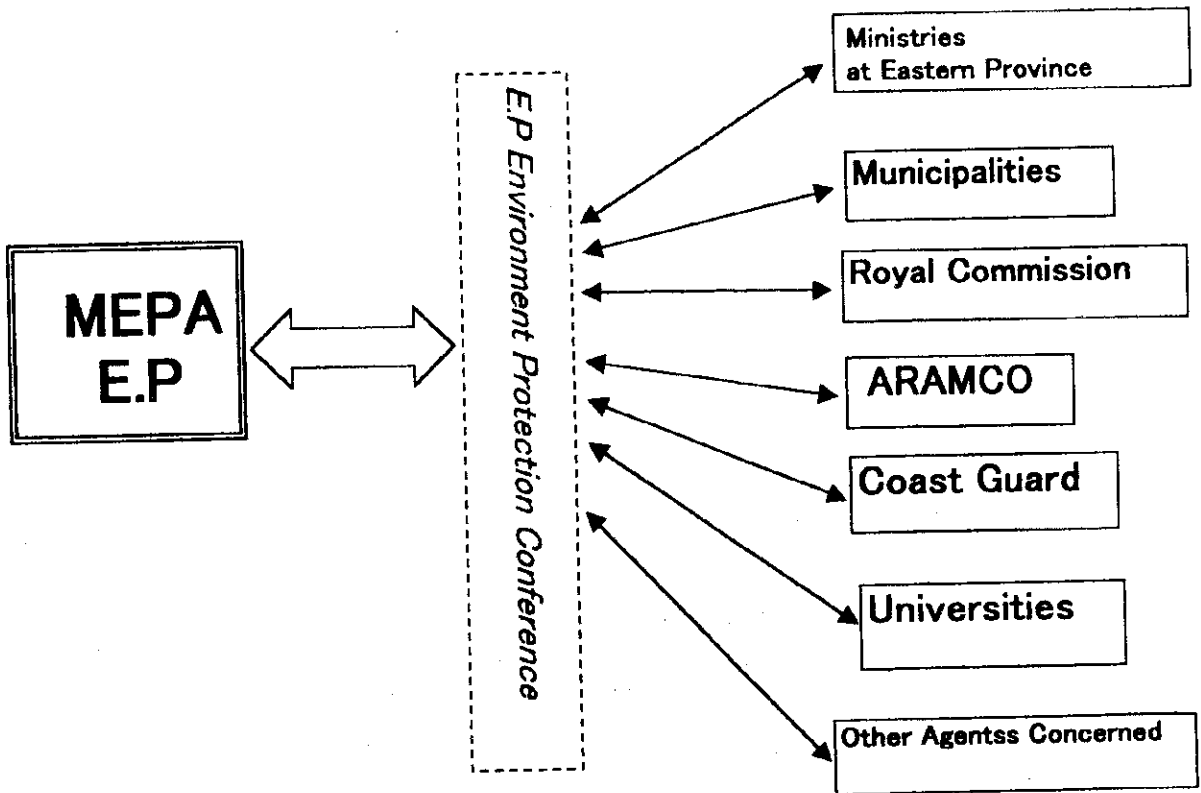 MEPA
E.P
E.P Environment Protection Conference
Ministries
at Eastern Province
Municipalities
Royal Commission
ARAMCO
Coast Guard
Universities
Other Agentss Concerned